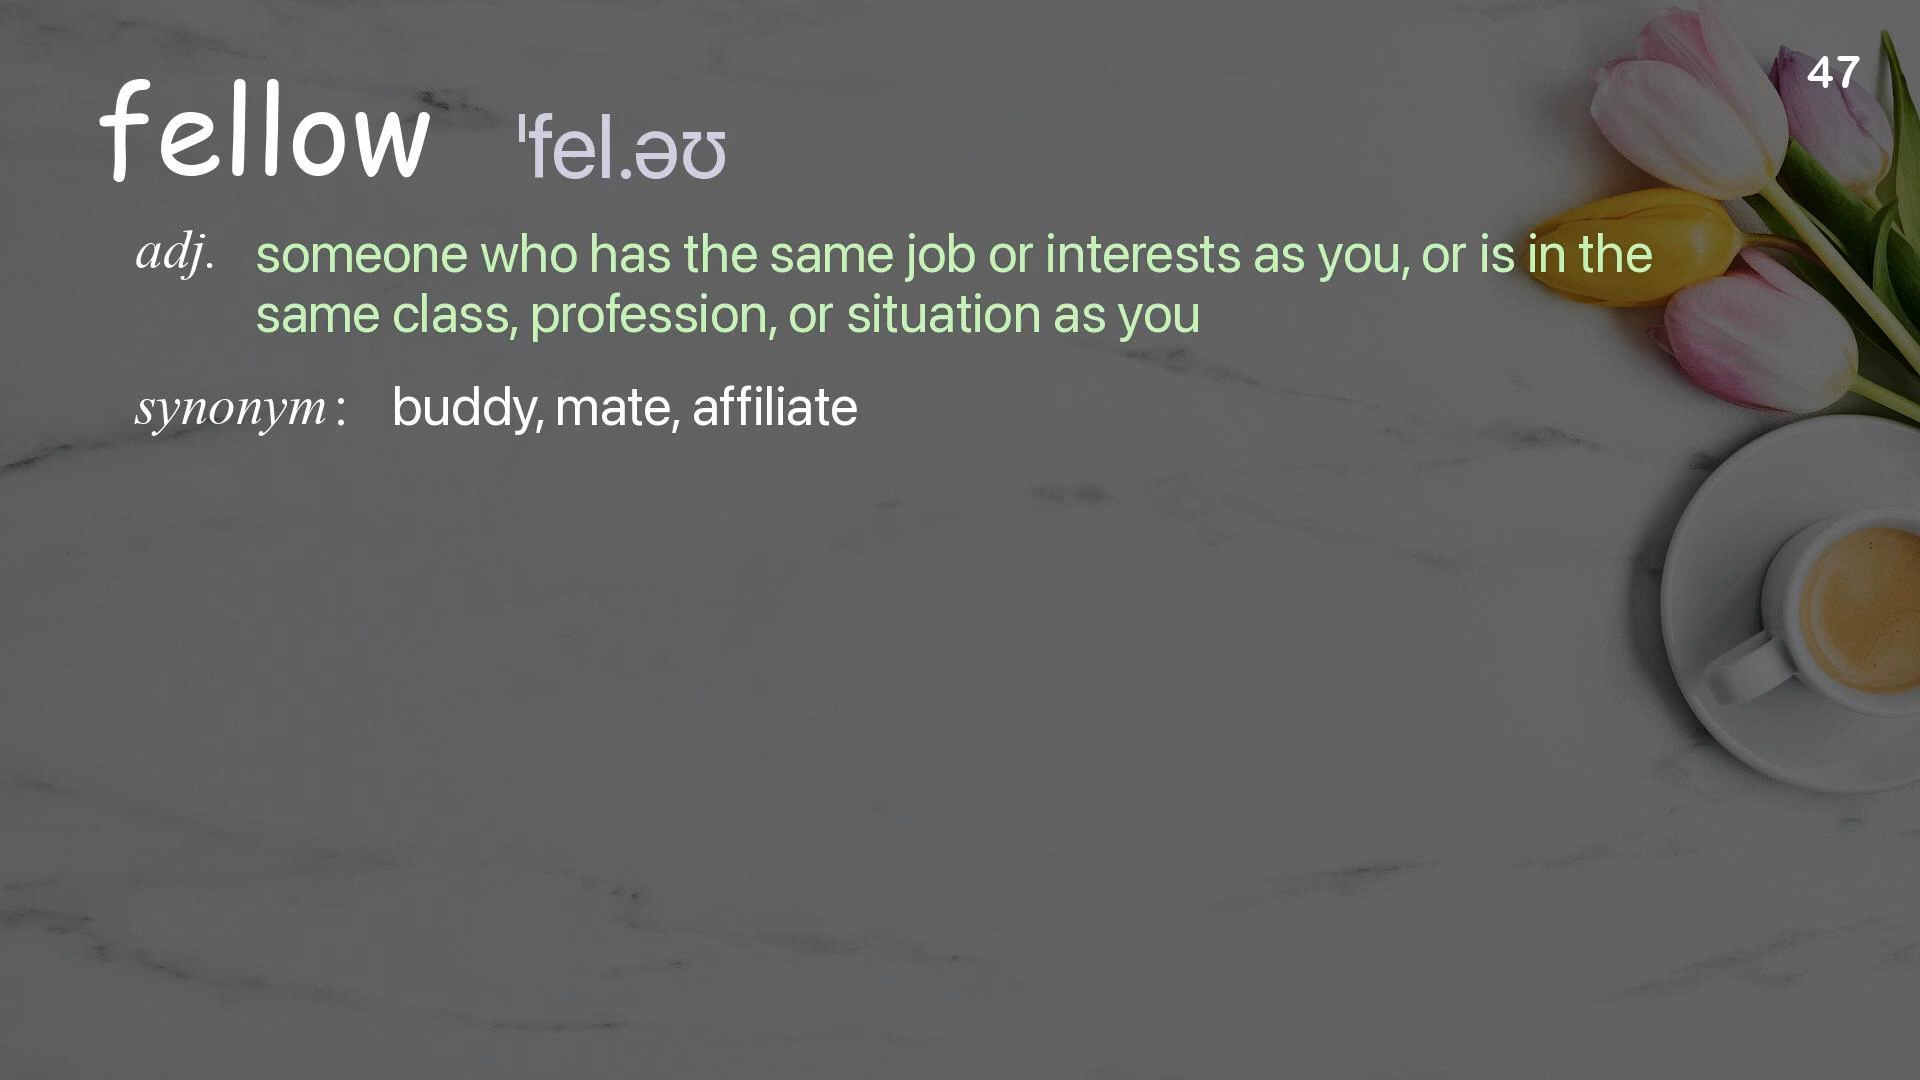 47
fellow ˈfel.əʊ
adj. someone who has the same job or interests as you, or is in the
same class, profession, or situation as you
synonym: buddy, mate, affiliate